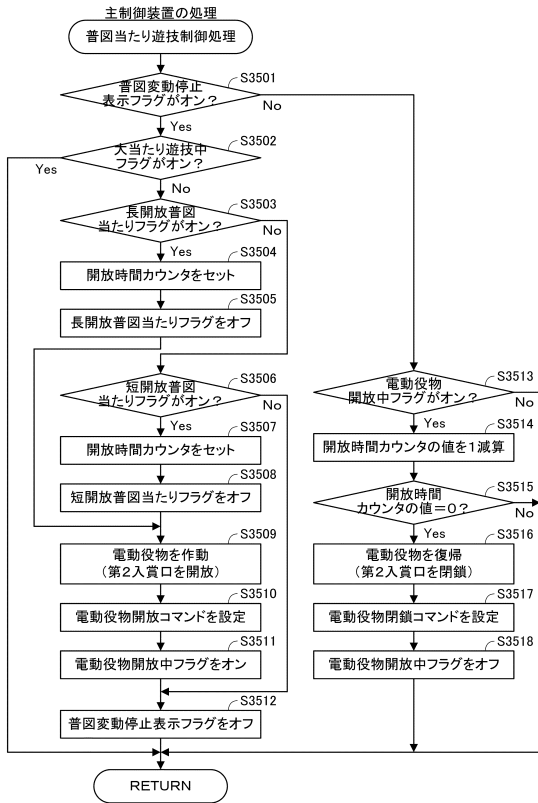 主制御装置の処理
普図当たり遊技制御処理
S3501
普図変動停止
表示フラグがオン？
No
Yes
S3502
大当たり遊技中
フラグがオン？
Yes
No
S3503
長開放普図
当たりフラグがオン？
No
Yes
S3504
開放時間カウンタをセット
S3505
長開放普図当たりフラグをオフ
S3506
短開放普図
当たりフラグがオン？
No
Yes
S3507
開放時間カウンタをセット
S3508
短開放普図当たりフラグをオフ
S3509
電動役物を作動
（第２入賞口を開放）
S3510
電動役物開放コマンドを設定
S3511
電動役物開放中フラグをオン
S3512
普図変動停止表示フラグをオフ
S3513
電動役物
開放中フラグがオン？
No
Yes
S3514
開放時間カウンタの値を１減算
S3515
開放時間
カウンタの値＝０？
No
Yes
S3516
電動役物を復帰
（第２入賞口を閉鎖）
S3517
電動役物閉鎖コマンドを設定
S3518
電動役物開放中フラグをオフ
RETURN